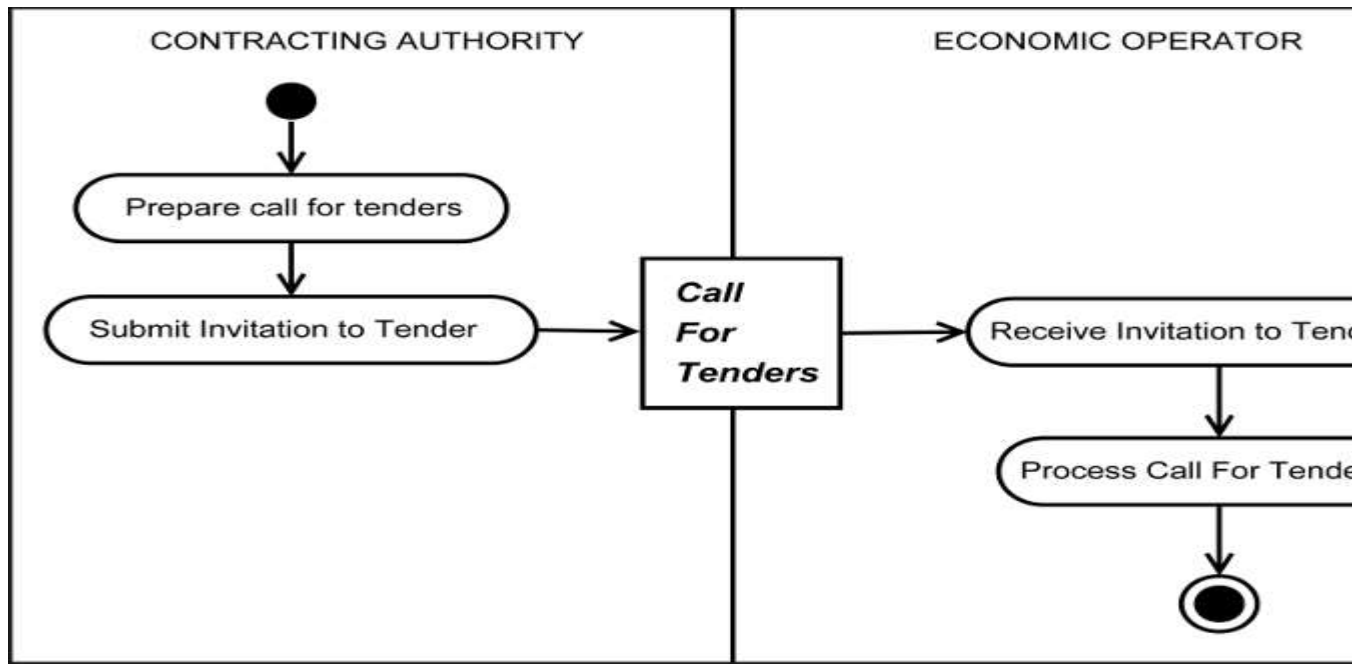 CONTRACTING AUTHORITY
ECONOMIC OPERATOR
Prepare call for tenders
Submit Invitation to Tender
Call
For
Tenders
Receive Invitation to
Process Call For